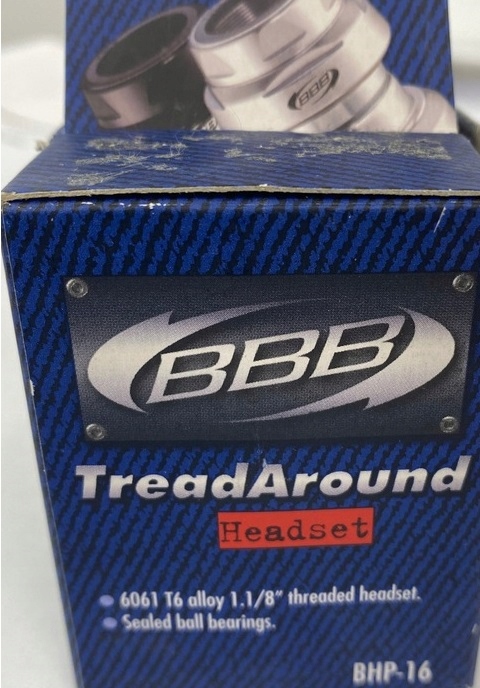 BBB
BBB
TreadAround
Headset
6061 T6 alloy 1.1/8" threaded headset.
Sealed ball bearings.
BHP-16